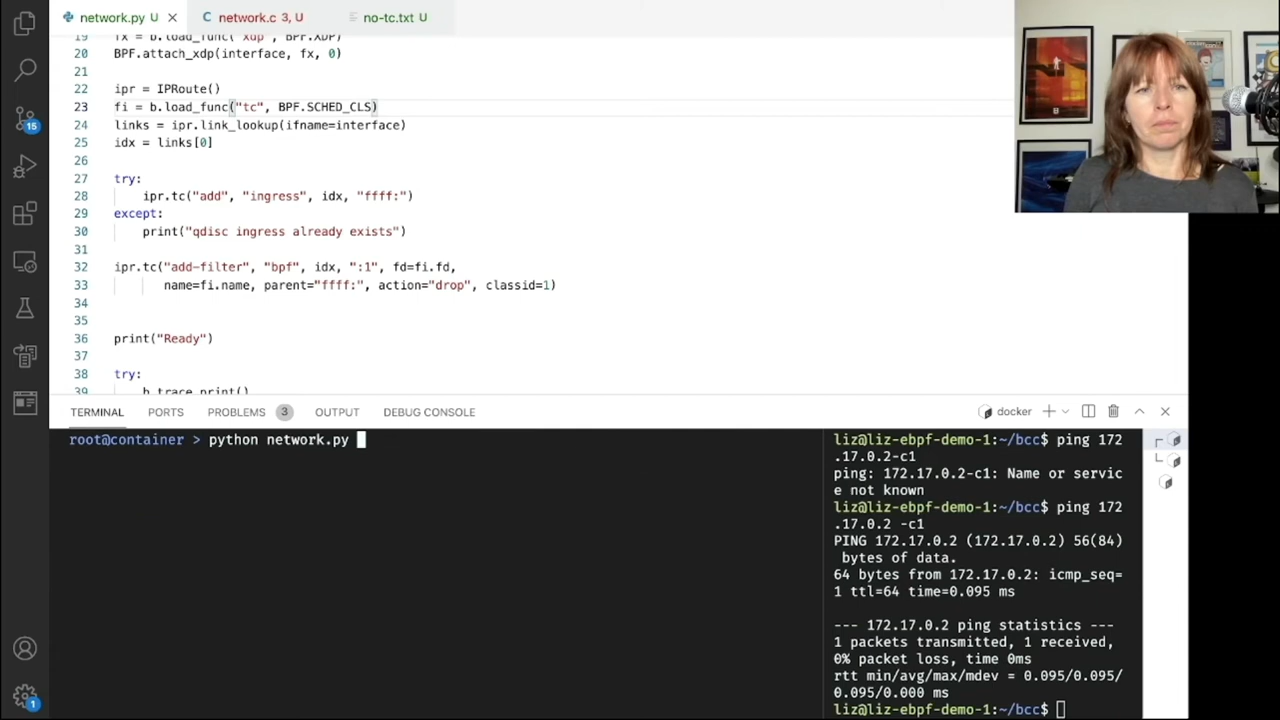 network.py U
network.c 3, U
no-tc.txt U
19 fx = b.load_func("xdp", BPF.XDP)
20 BPF.attach_xdp(interface, fx, 0)
21
22 ipr = IPRoute()
23 fi = b.load_func("tc", BPF.SCHED_CLS)
24 links = ipr.link_lookup(ifname=interface)
25 idx = links[0]
26
27 try:
28 ipr.tc("add", "ingress", idx, "ffff:")
29 except:
30 print("qdisc ingress already exists")
31
32 ipr.tc("add-filter", "bpf", idx, ":1", fd=fi.fd,
33 name=fi.name, parent="ffff:", action="drop", classid=1)
34
35
36 print("Ready")
37
38 try:
39 b.trace_print()
15
1
TERMINAL PORTS PROBLEMS 3 OUTPUT DEBUG CONSOLE docker
root@container > python network.py
liz@liz-ebpf-demo-1:~/bcc$ ping 172
.17.0.2-c1
ping: 172.17.0.2-c1: Name or servic
e not known
liz@liz-ebpf-demo-1:~/bcc$ ping 172
.17.0.2 -c1
PING 172.17.0.2 (172.17.0.2) 56(84)
bytes of data.
64 bytes from 172.17.0.2: icmp_seq=
1 ttl=64 time=0.095 ms
--- 172.17.0.2 ping statistics ---
1 packets transmitted, 1 received,
0% packet loss, time 0ms
rtt min/avg/max/mdev = 0.095/0.095/
0.095/0.000 ms
liz@liz-ebpf-demo-1:~/bcc$